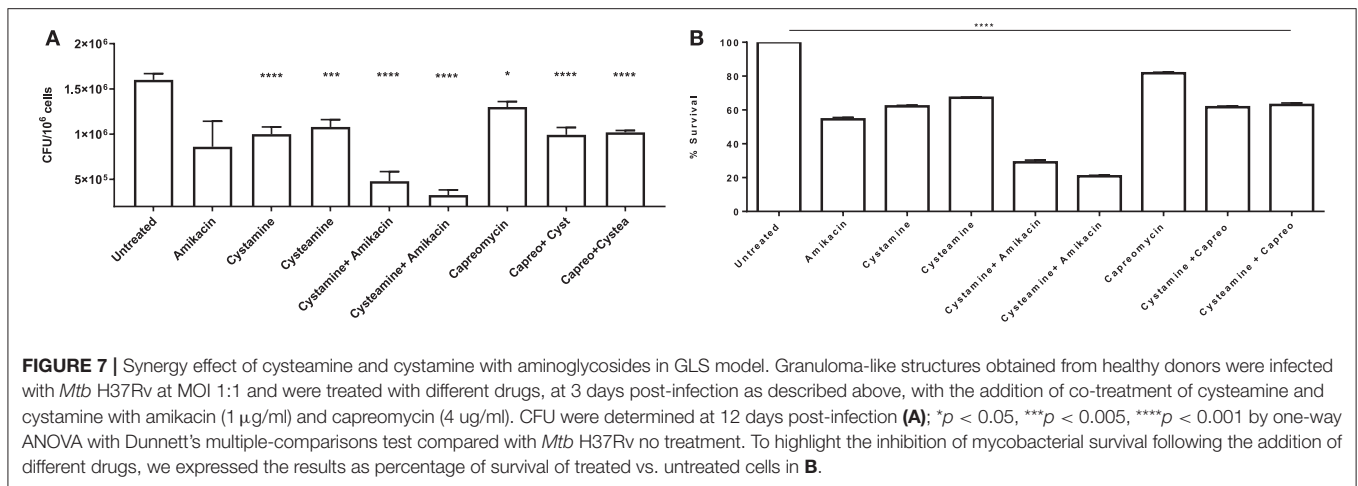 A
B
2×10⁶
1.5×10⁶
1×10⁶
5×10⁵
CFU/10⁶ cells
**** *** **** **** * **** ****
Untreated
Amikacin
Cystamine
Cysteamine
Cystamine+ Amikacin
Cysteamine+ Amikacin
Capreomycin
Capreo+ Cyst
Capreo+Cystea
****
100
80
60
40
20
0
% Survival
Untreated
Amikacin
Cystamine
Cysteamine
Cystamine+ Amikacin
Cysteamine+ Amikacin
Capreomycin
Cystamine +Capreo
Cysteamine + Capreo
FIGURE 7 | Synergy effect of cysteamine and cystamine with aminoglycosides in GLS model. Granuloma-like structures obtained from healthy donors were infected
with Mtb H37Rv at MOI 1:1 and were treated with different drugs, at 3 days post-infection as described above, with the addition of co-treatment of cysteamine and
cystamine with amikacin (1 μg/ml) and capreomycin (4 ug/ml). CFU were determined at 12 days post-infection (A); *p < 0.05, ***p < 0.005, ****p < 0.001 by one-way
ANOVA with Dunnett's multiple-comparisons test compared with Mtb H37Rv no treatment. To highlight the inhibition of mycobacterial survival following the addition of
different drugs, we expressed the results as percentage of survival of treated vs. untreated cells in B.